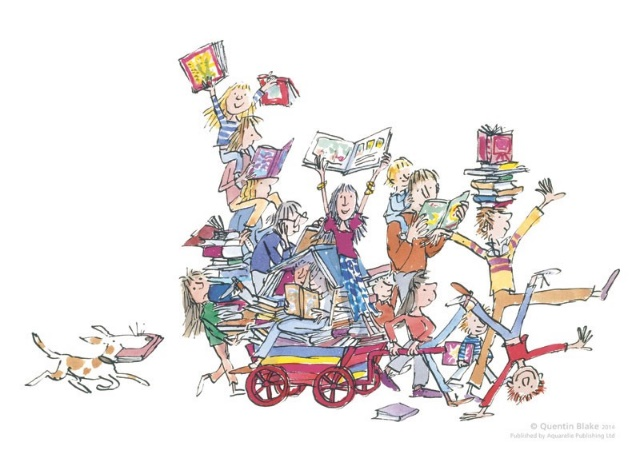 © Quentin Blake 2014
Published by Aquarelle Publishing Ltd